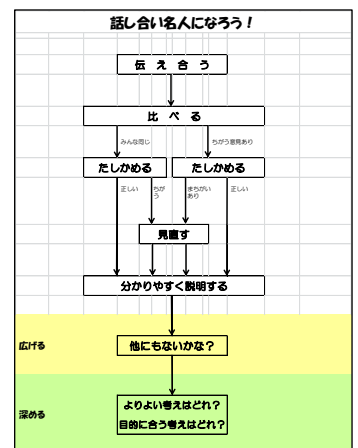 話し合い名人になろう！
伝え合う
比べる
みんな同じ
ちがう意見あり
たしかめる
たしかめる
正しい
ちが
う
まちがい
あり
正しい
見直す
分かりやすく説明する
広げる
他にもないかな？
深める
よりよい考えはどれ？
目的に合う考えはどれ？